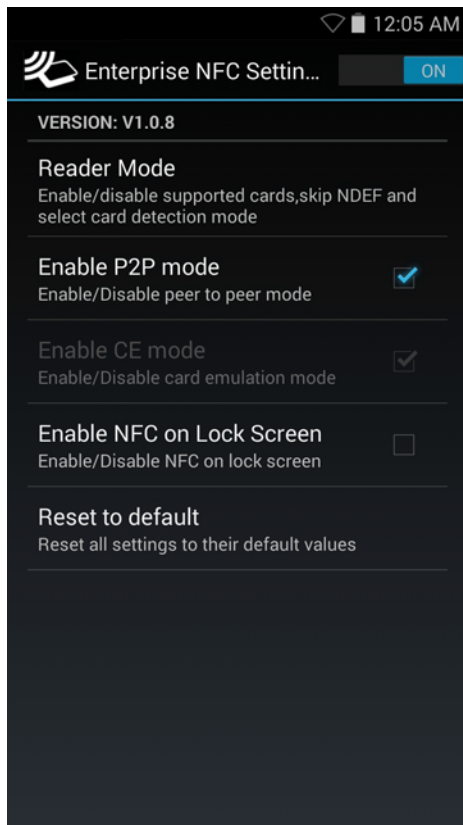 12:05 AM
Enterprise NFC Settin... ON
VERSION: V1.0.8
Reader Mode
Enable/disable supported cards,skip NDEF and
select card detection mode
Enable P2P mode
Enable/Disable peer to peer mode
Enable CE mode
Enable/Disable card emulation mode
Enable NFC on Lock Screen
Enable/Disable NFC on lock screen
Reset to default
Reset all settings to their default values